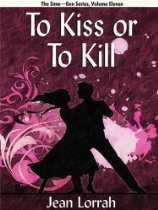 The Sime~Gen Series, Volume Eleven
To Kiss or
To Kill
Jean Lorrah